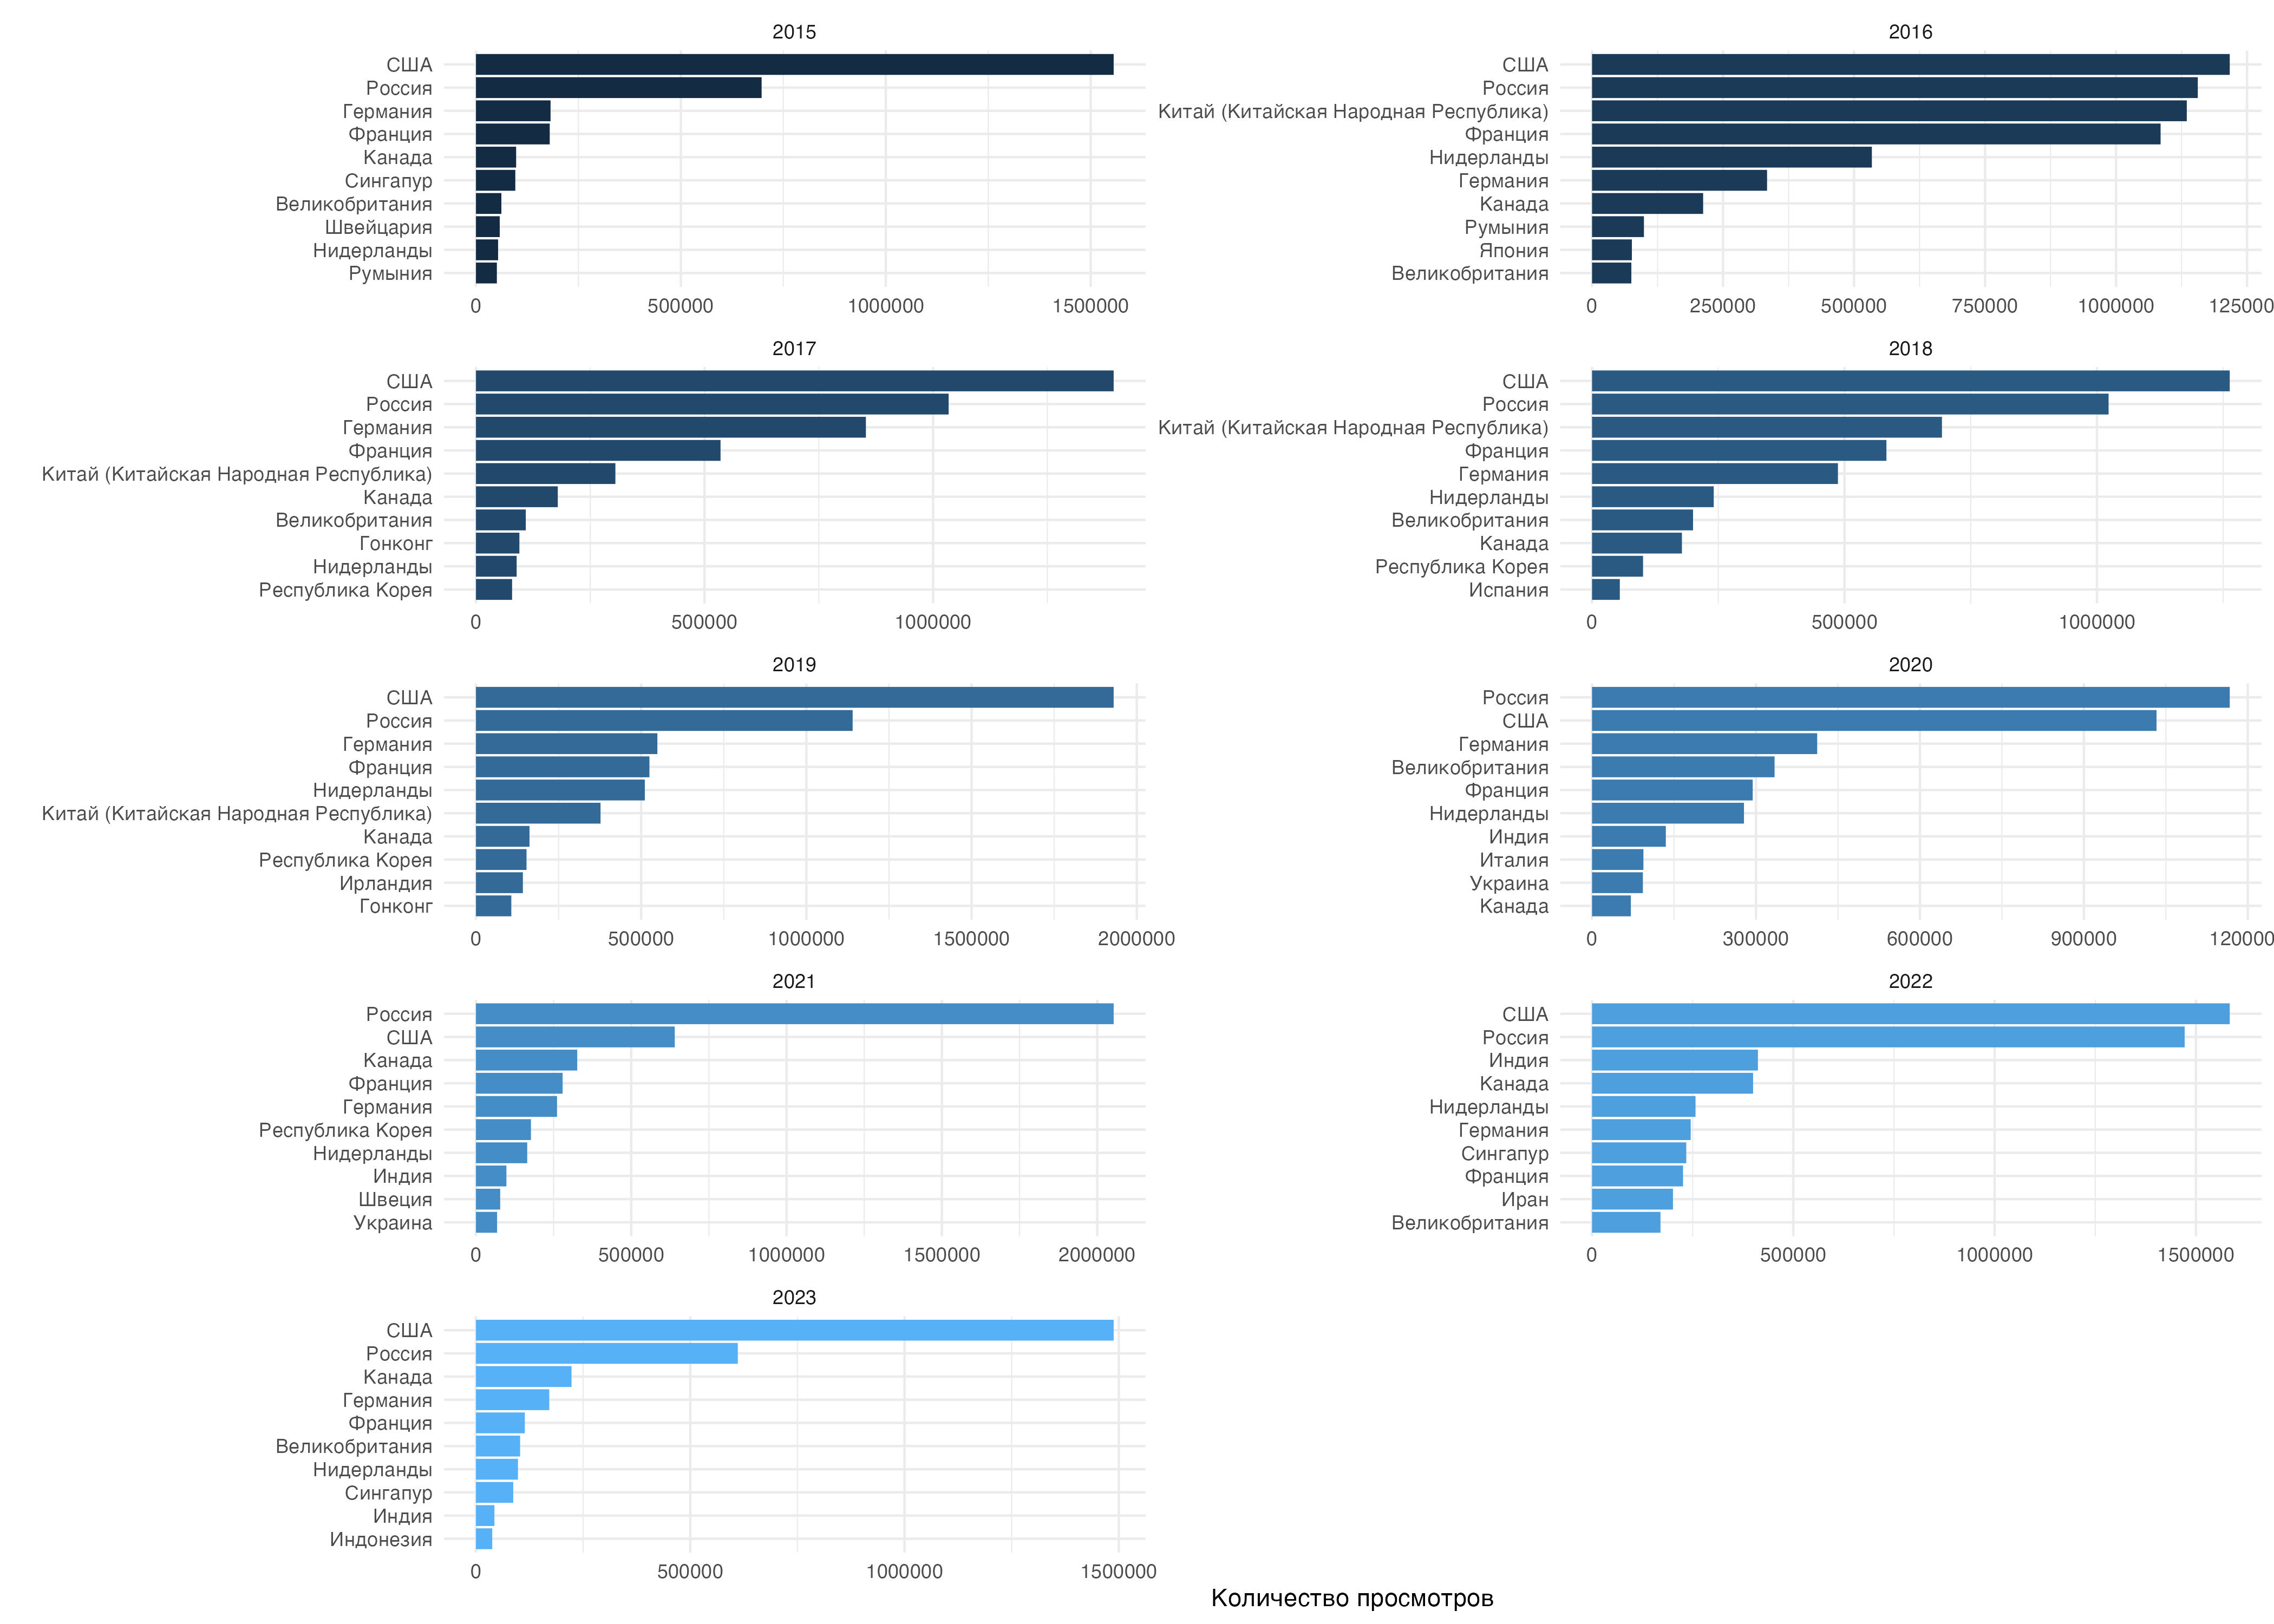 2015
США
Россия
Германия
Франция
Канада
Сингапур
Великобритания
Швейцария
Нидерланды
Румыния
0 500000 1000000 1500000
2016
США
Россия
Китай (Китайская Народная Республика)
Франция
Нидерланды
Германия
Канада
Румыния
Япония
Великобритания
0 250000 500000 750000 1000000 125000
2017
США
Россия
Германия
Франция
Китай (Китайская Народная Республика)
Канада
Великобритания
Гонконг
Нидерланды
Республика Корея
0 500000 1000000
2018
США
Россия
Китай (Китайская Народная Республика)
Франция
Германия
Нидерланды
Великобритания
Канада
Республика Корея
Испания
0 500000 1000000
2019
США
Россия
Германия
Франция
Нидерланды
Китай (Китайская Народная Республика)
Канада
Республика Корея
Ирландия
Гонконг
0 500000 1000000 1500000 2000000
2020
Россия
США
Германия
Великобритания
Франция
Нидерланды
Индия
Италия
Украина
Канада
0 300000 600000 900000 120000
2021
Россия
США
Канада
Франция
Германия
Республика Корея
Нидерланды
Индия
Швеция
Украина
0 500000 1000000 1500000 2000000
2022
США
Россия
Индия
Канада
Нидерланды
Германия
Сингапур
Франция
Иран
Великобритания
0 500000 1000000 1500000
2023
США
Россия
Канада
Германия
Франция
Великобритания
Нидерланды
Сингапур
Индия
Индонезия
0 500000 1000000 1500000
Количество просмотров